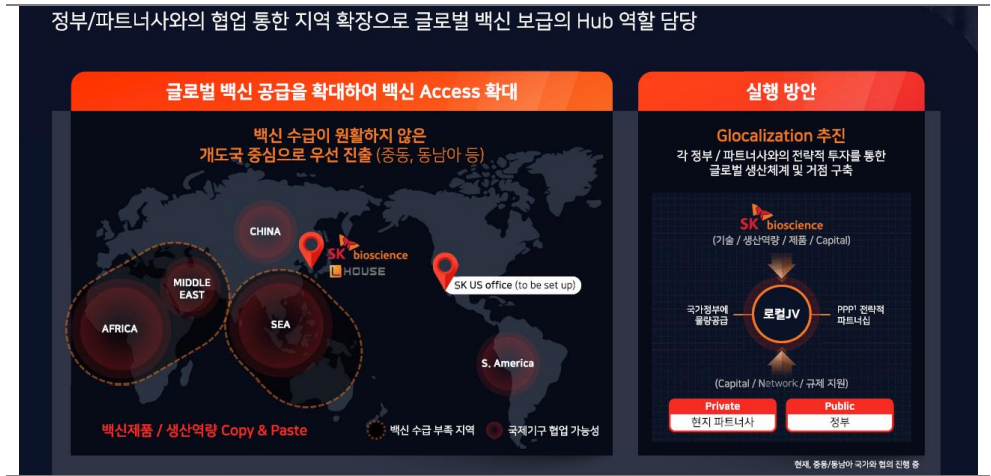 정부/파트너사와의 협업 통한 지역 확장으로 글로벌 백신 보급의 Hub 역할 담당
글로벌 백신 공급을 확대하여 백신 Access 확대
백신 수급이 원활하지 않은
개도국 중심으로 우선 진출 (중동, 동남아 등)
CHINA
SK bioscience
L HOUSE
SK US office (to be set up)
MIDDLE
EAST
AFRICA
SEA
S. America
백신제품 / 생산역량 Copy & Paste
백신 수급 부족 지역
국제기구 협업 가능성
실행 방안
Glocalization 추진
각 정부 / 파트너사와의 전략적 투자를 통한
글로벌 생산체계 및 거점 구축
SK bioscience
(기술 / 생산역량 / 제품 / Capital)
국가정부에
물량공급
로컬JV
PPP¹ 전략적
파트너십
(Capital / Network / 규제 지원)
Private
현지 파트너사
Public
정부
현재, 중동/동남아 국가와 협의 진행 중